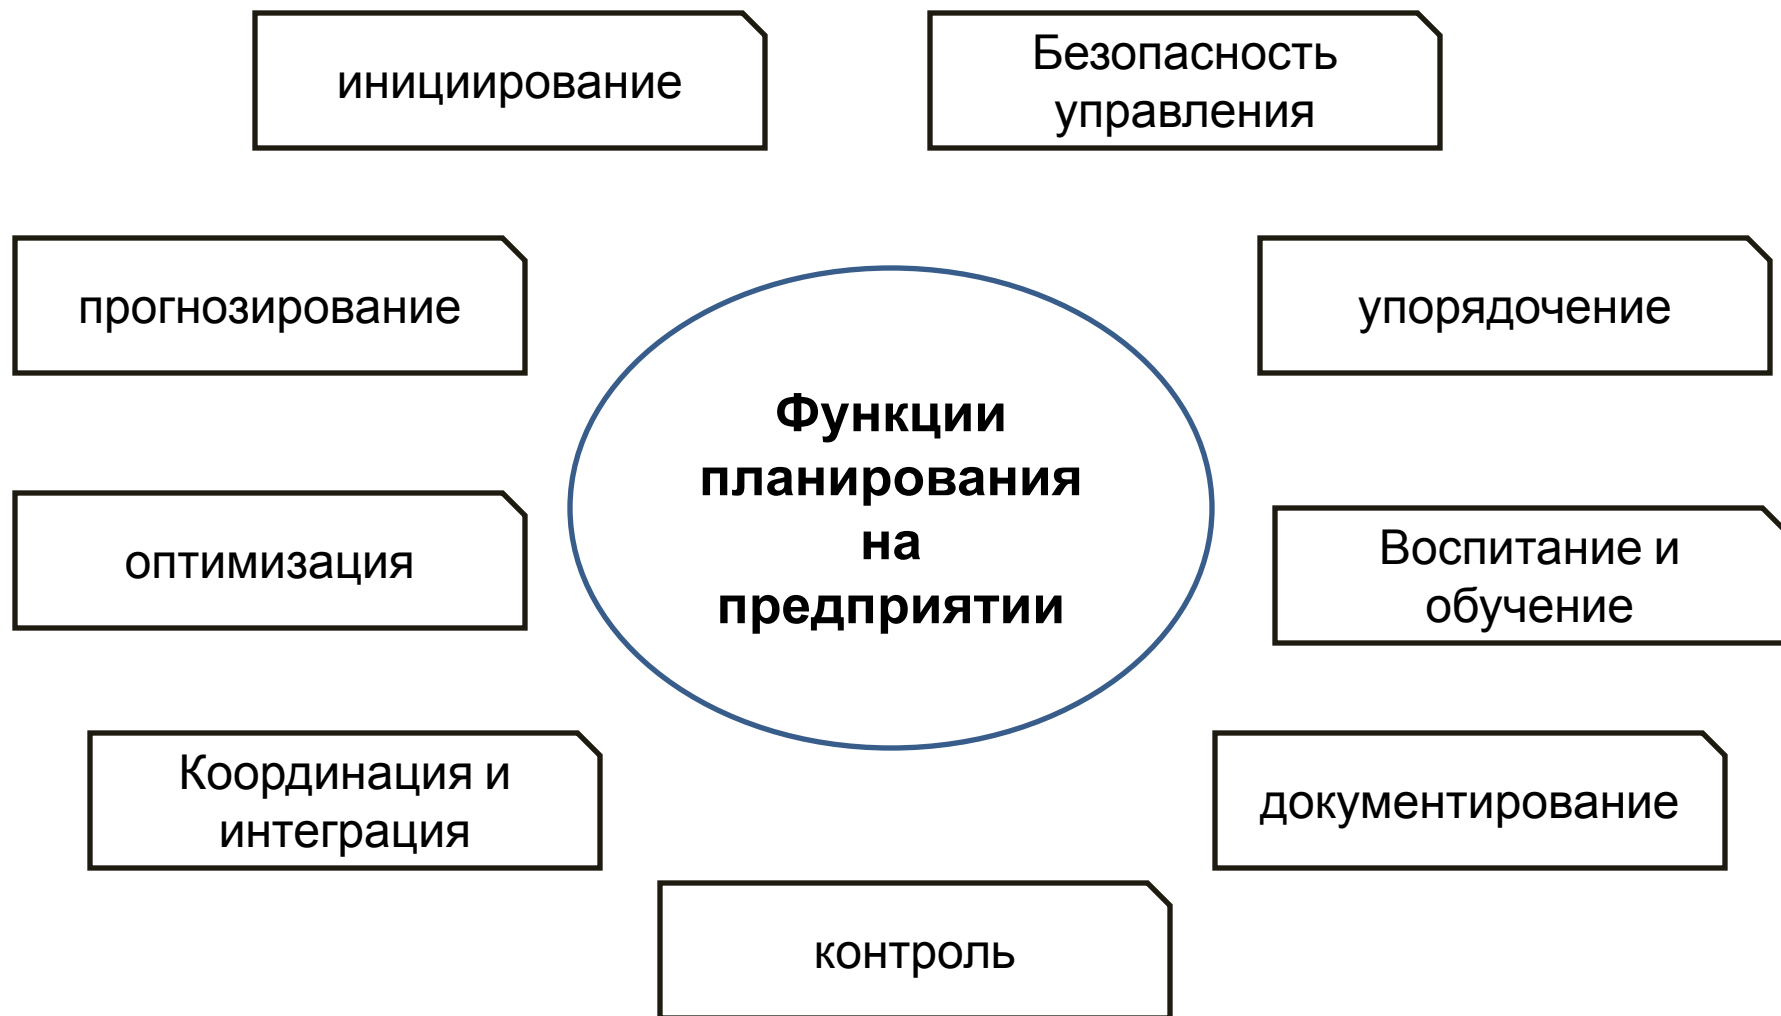 инициирование
Безопасность
управления
прогнозирование
упорядочение
Функции
планирования
на
предприятии
оптимизация
Воспитание и
обучение
Координация и
интеграция
документирование
контроль